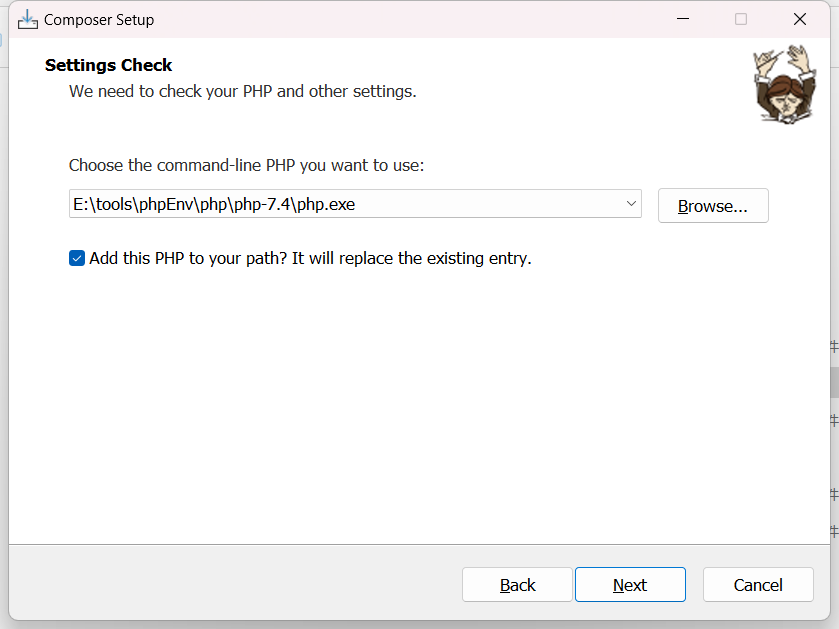 Composer Setup
Settings Check
We need to check your PHP and other settings.
Choose the command-line PHP you want to use:
E:\tools\phpEnv\php\php-7.4\php.exe
Browse...
Add this PHP to your path? It will replace the existing entry.
Back
Next
Cancel